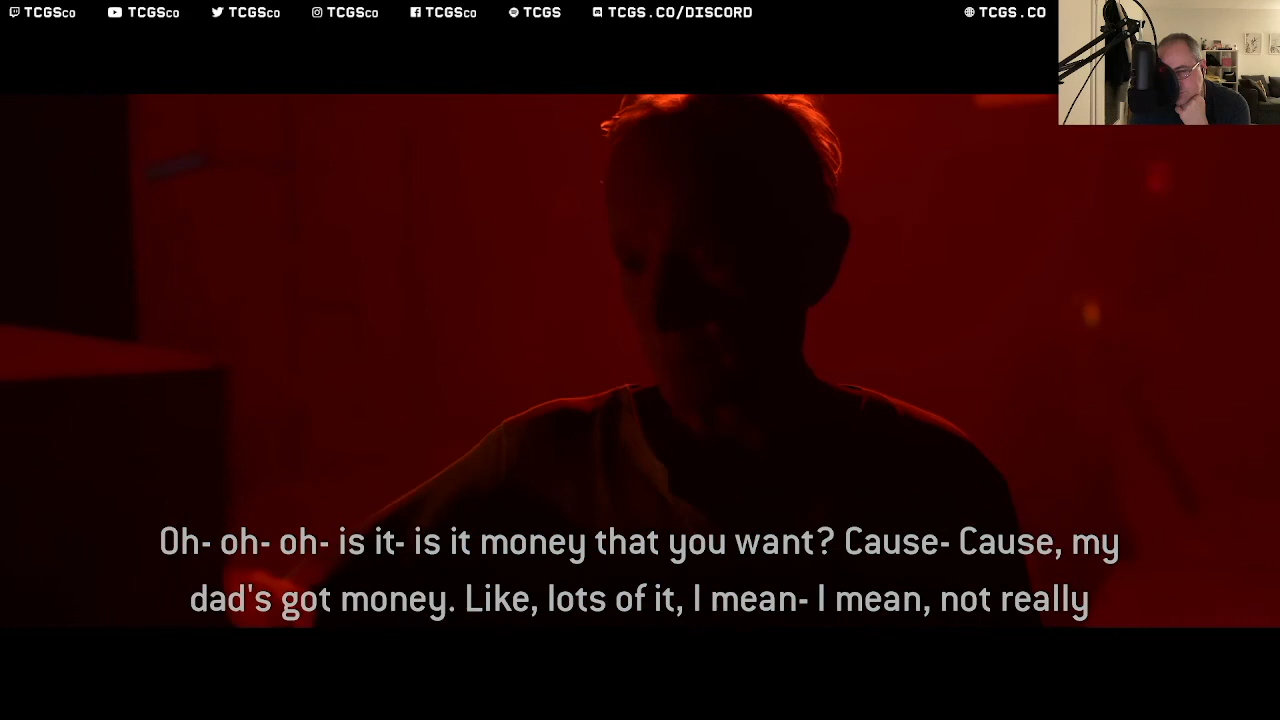 TCGSco TCGSco TCGSco TCGSco TCGSco TCGS TCGS.CO/DISCORD TCGS.CO
Oh- oh- oh- is it- is it money that you want? Cause- Cause, my
dad's got money. Like, lots of it, I mean- I mean, not really